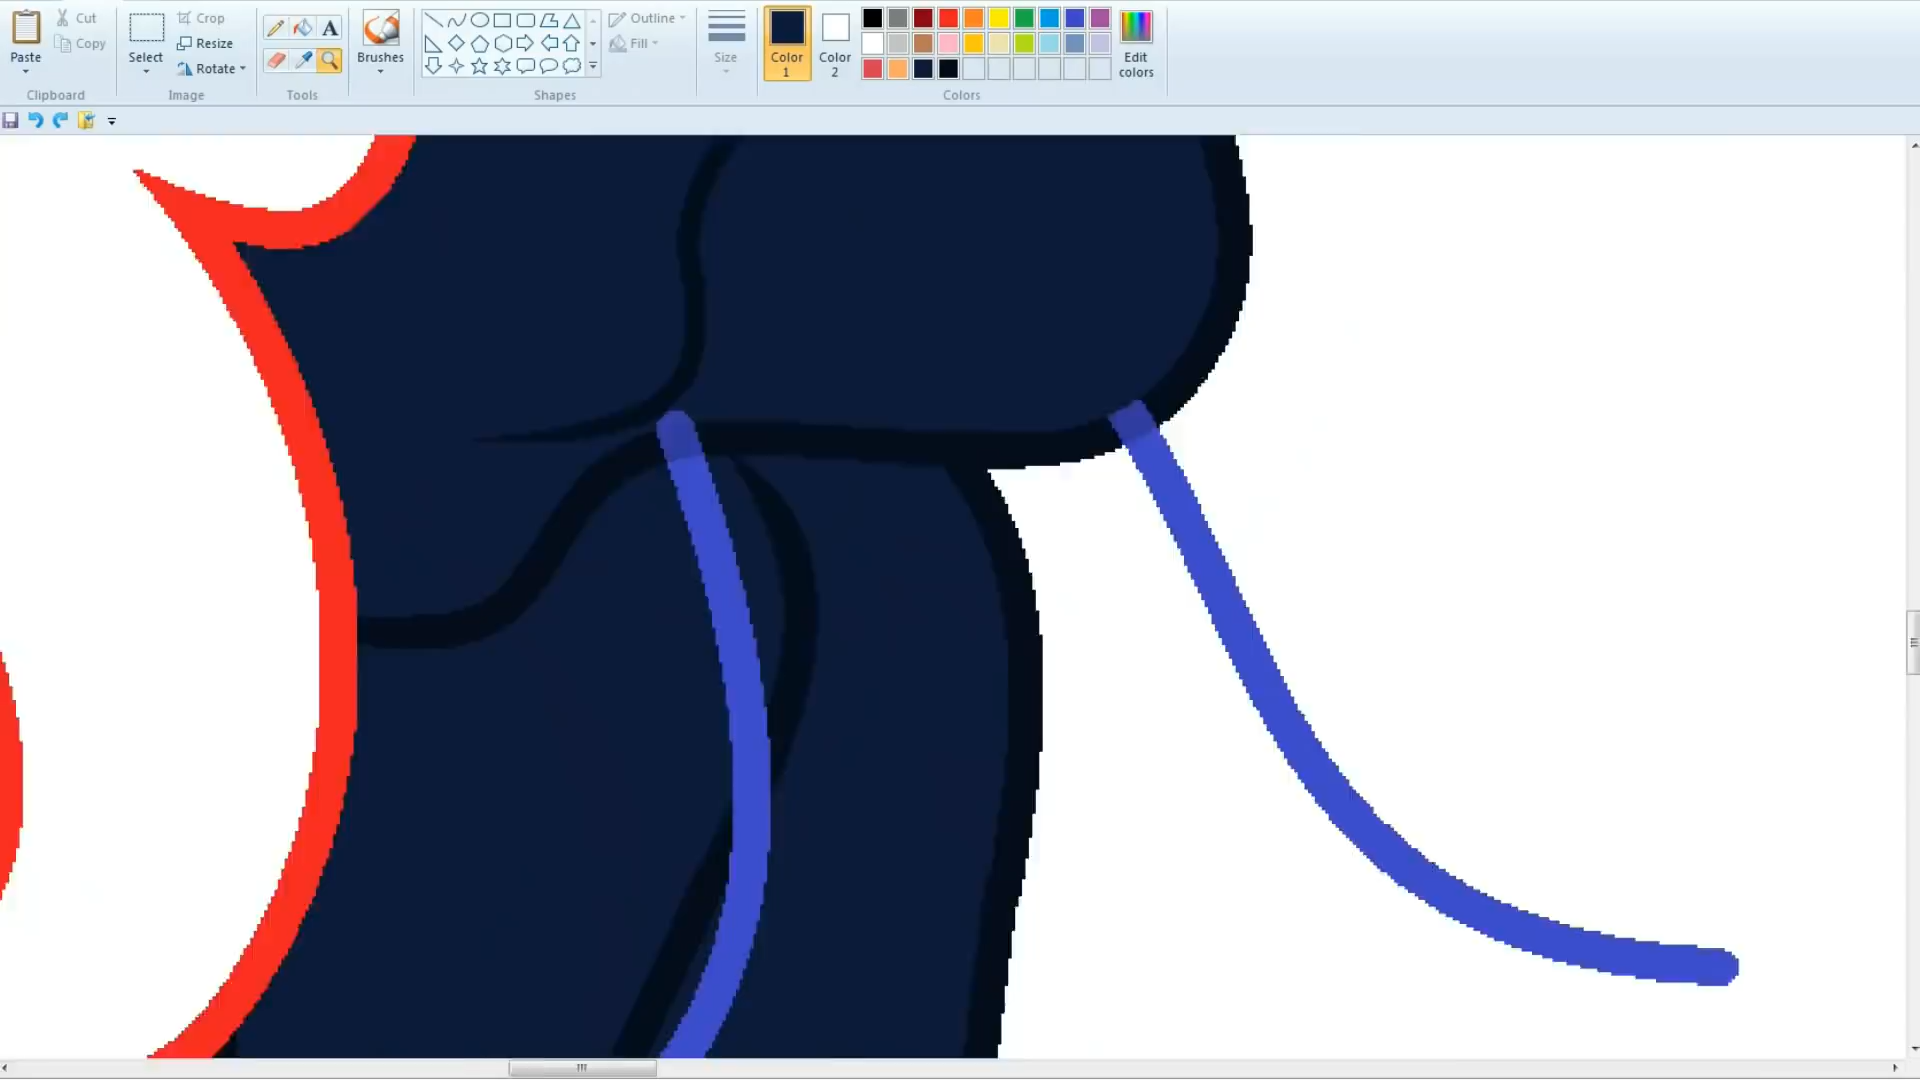 Paste
Cut
Copy
Clipboard
Select
Crop
Resize
Rotate
Image
A
Tools
Brushes
Outline
Fill
Shapes
Size
Color
1
Color
2
Edit
colors
Colors